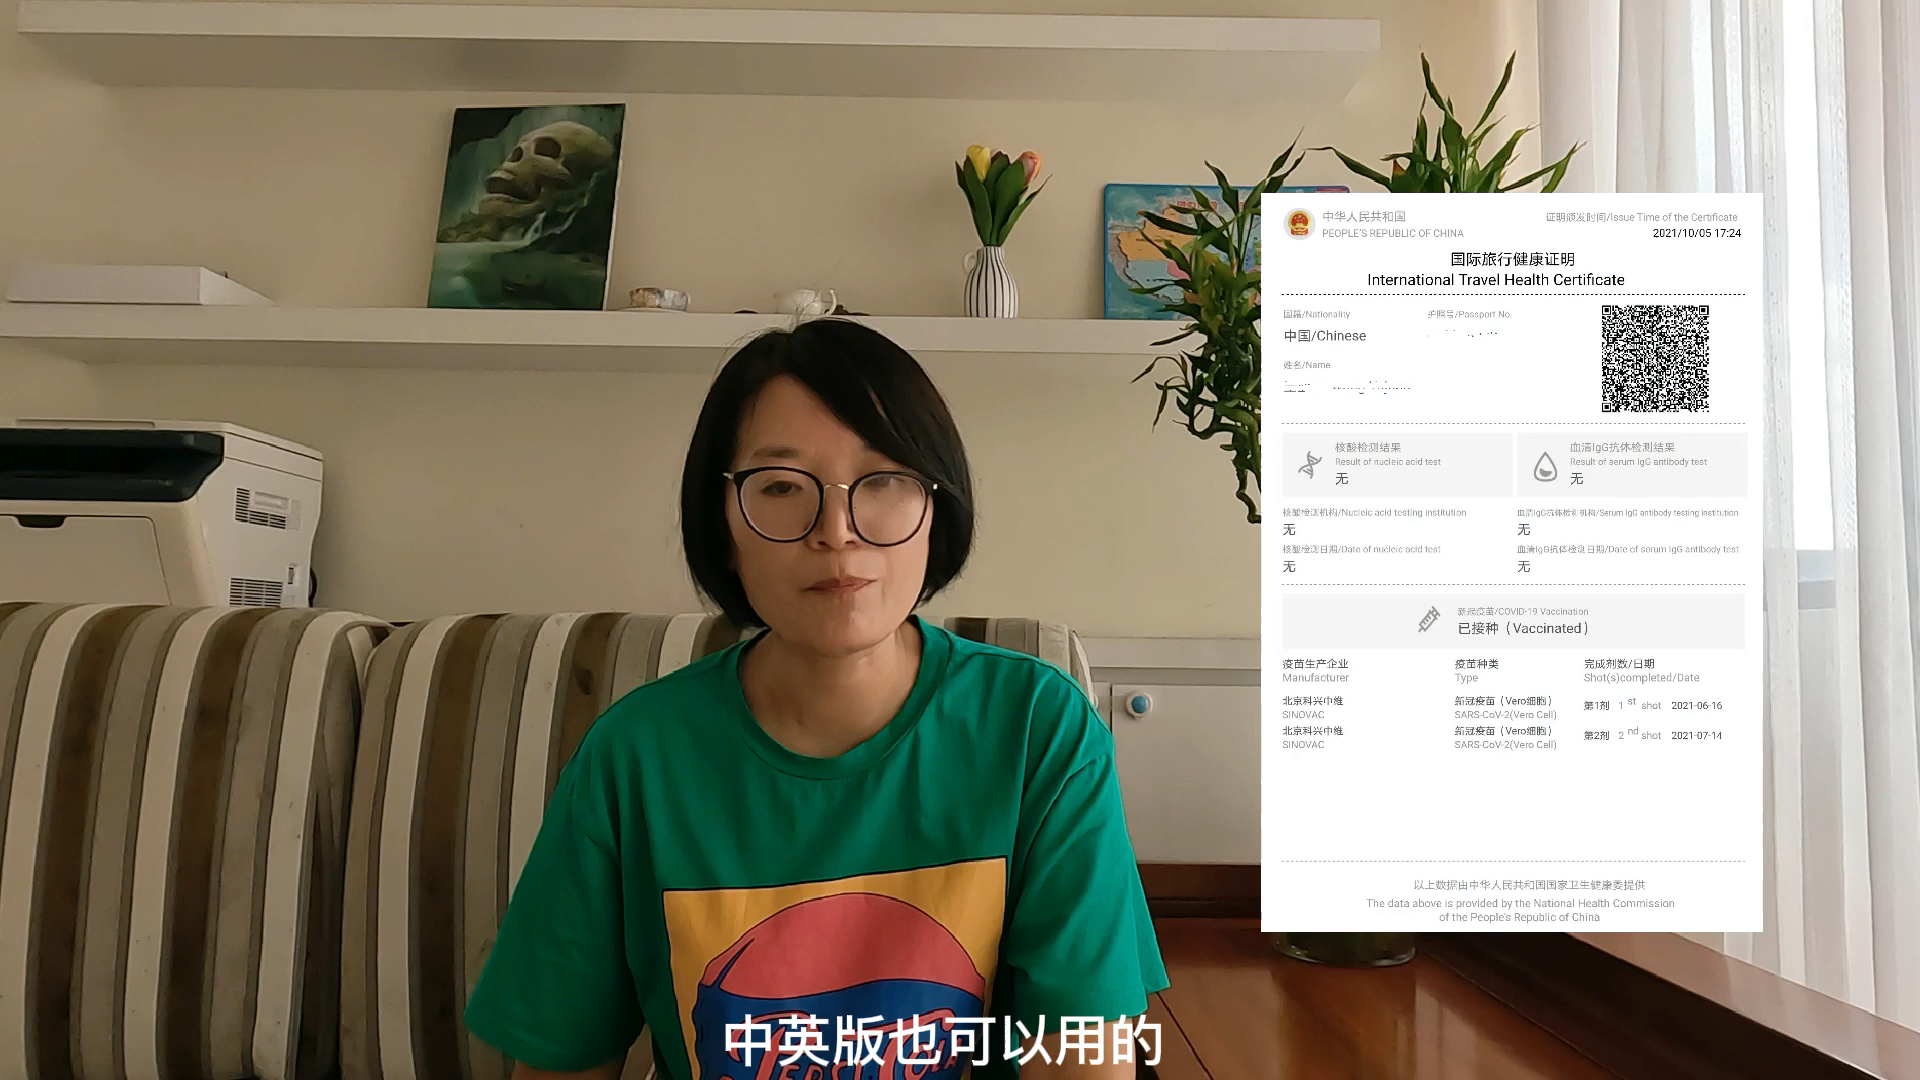 中华人民共和国
PEOPLE'S REPUBLIC OF CHINA
证明颁发时间/Issue Time of the Certificate
2021/10/05 17:24
国际旅行健康证明
International Travel Health Certificate
国籍/Nationality
护照号/Passport No.
中国/Chinese
姓名/Name
核酸检测结果
Result of nucleic acid test
无
血清IgG抗体检测结果
Result of serum IgG antibody test
无
核酸检测机构/Nucleic acid testing institution
无
血清IgG抗体检测机构/Serum IgG antibody testing institution
无
核酸检测日期/Date of nucleic acid test
无
血清IgG抗体检测日期/Date of serum IgG antibody test
无
新冠疫苗/COVID-19 Vaccination
已接种（Vaccinated）
疫苗生产企业
Manufacturer
疫苗种类
Type
完成剂数/日期
Shot(s)completed/Date
北京科兴中维
SINOVAC
新冠疫苗（Vero细胞）
SARS-CoV-2(Vero Cell)
第1剂 1 st shot 2021-06-16
北京科兴中维
SINOVAC
新冠疫苗（Vero细胞）
SARS-CoV-2(Vero Cell)
第2剂 2 nd shot 2021-07-14
以上数据由中华人民共和国国家卫生健康委提供
The data above is provided by the National Health Commission
of the People's Republic of China
中英版也可以用的